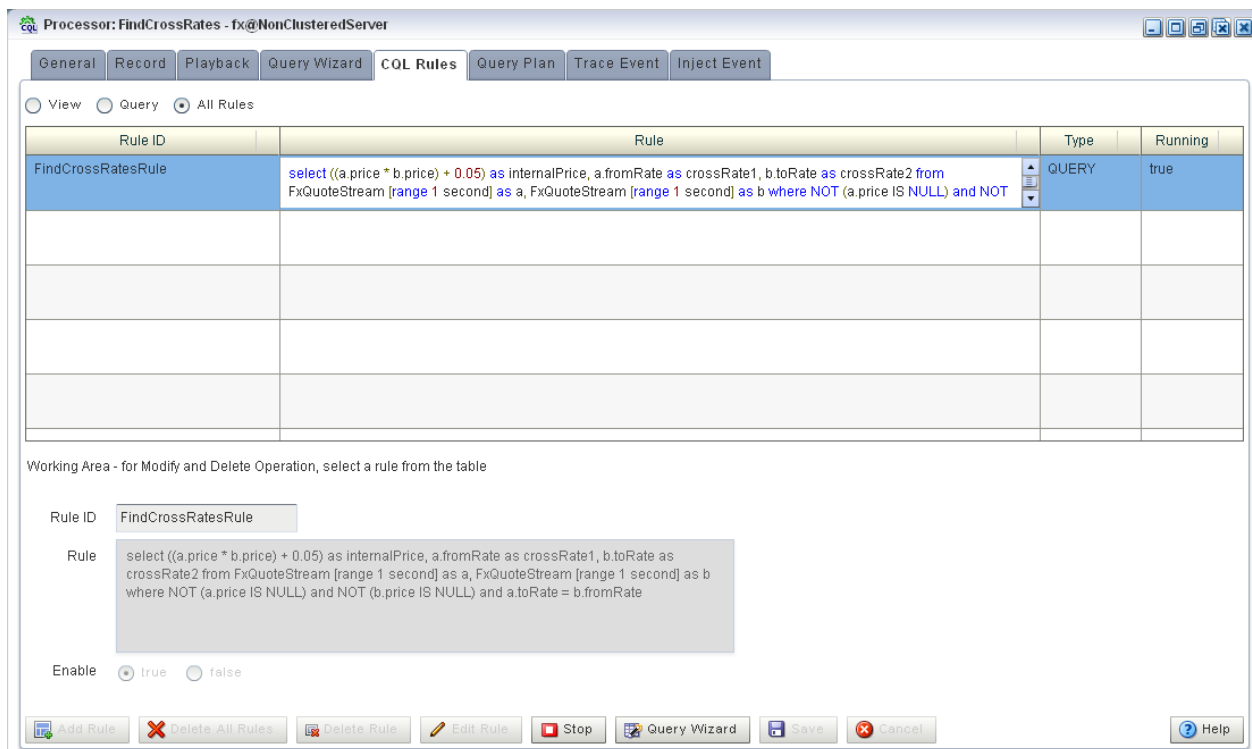 CQL Processor: FindCrossRates - fx@NonClusteredServer
General Record Playback Query Wizard CQL Rules Query Plan Trace Event Inject Event
View Query All Rules
Rule ID Rule Type Running
FindCrossRatesRule select ((a.price * b.price) + 0.05) as internalPrice, a.fromRate as crossRate1, b.toRate as crossRate2 from QUERY true
FxQuoteStream [range 1 second] as a, FxQuoteStream [range 1 second] as b where NOT (a.price IS NULL) and NOT
Working Area - for Modify and Delete Operation, select a rule from the table
Rule ID FindCrossRatesRule
Rule select ((a.price * b.price) + 0.05) as internalPrice, a.fromRate as crossRate1, b.toRate as
crossRate2 from FxQuoteStream [range 1 second] as a, FxQuoteStream [range 1 second] as b
where NOT (a.price IS NULL) and NOT (b.price IS NULL) and a.toRate = b.fromRate
Enable true false
Add Rule Delete All Rules Delete Rule Edit Rule Stop Query Wizard Save Cancel ? Help